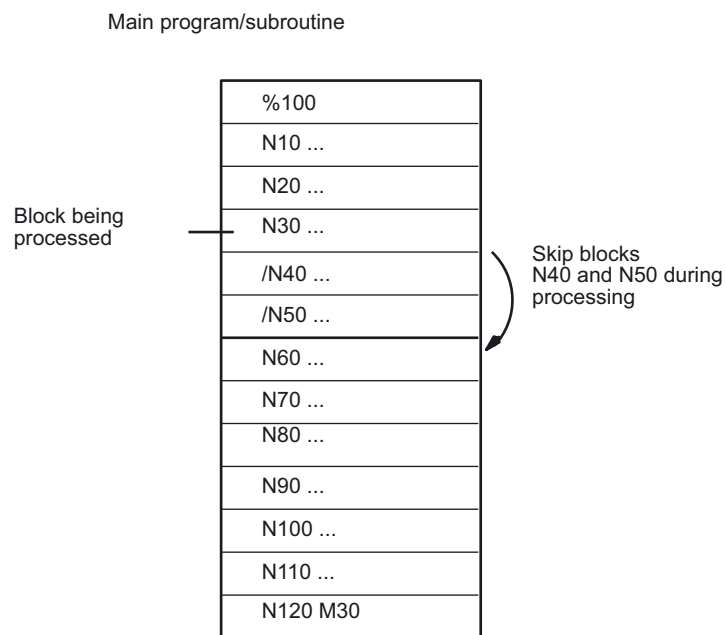 Main program/subroutine
%100
N10 ...
N20 ...
Block being
processed
N30 ...
/N40 ...
/N50 ...
Skip blocks
N40 and N50 during
processing
N60 ...
N70 ...
N80 ...
N90 ...
N100 ...
N110 ...
N120 M30